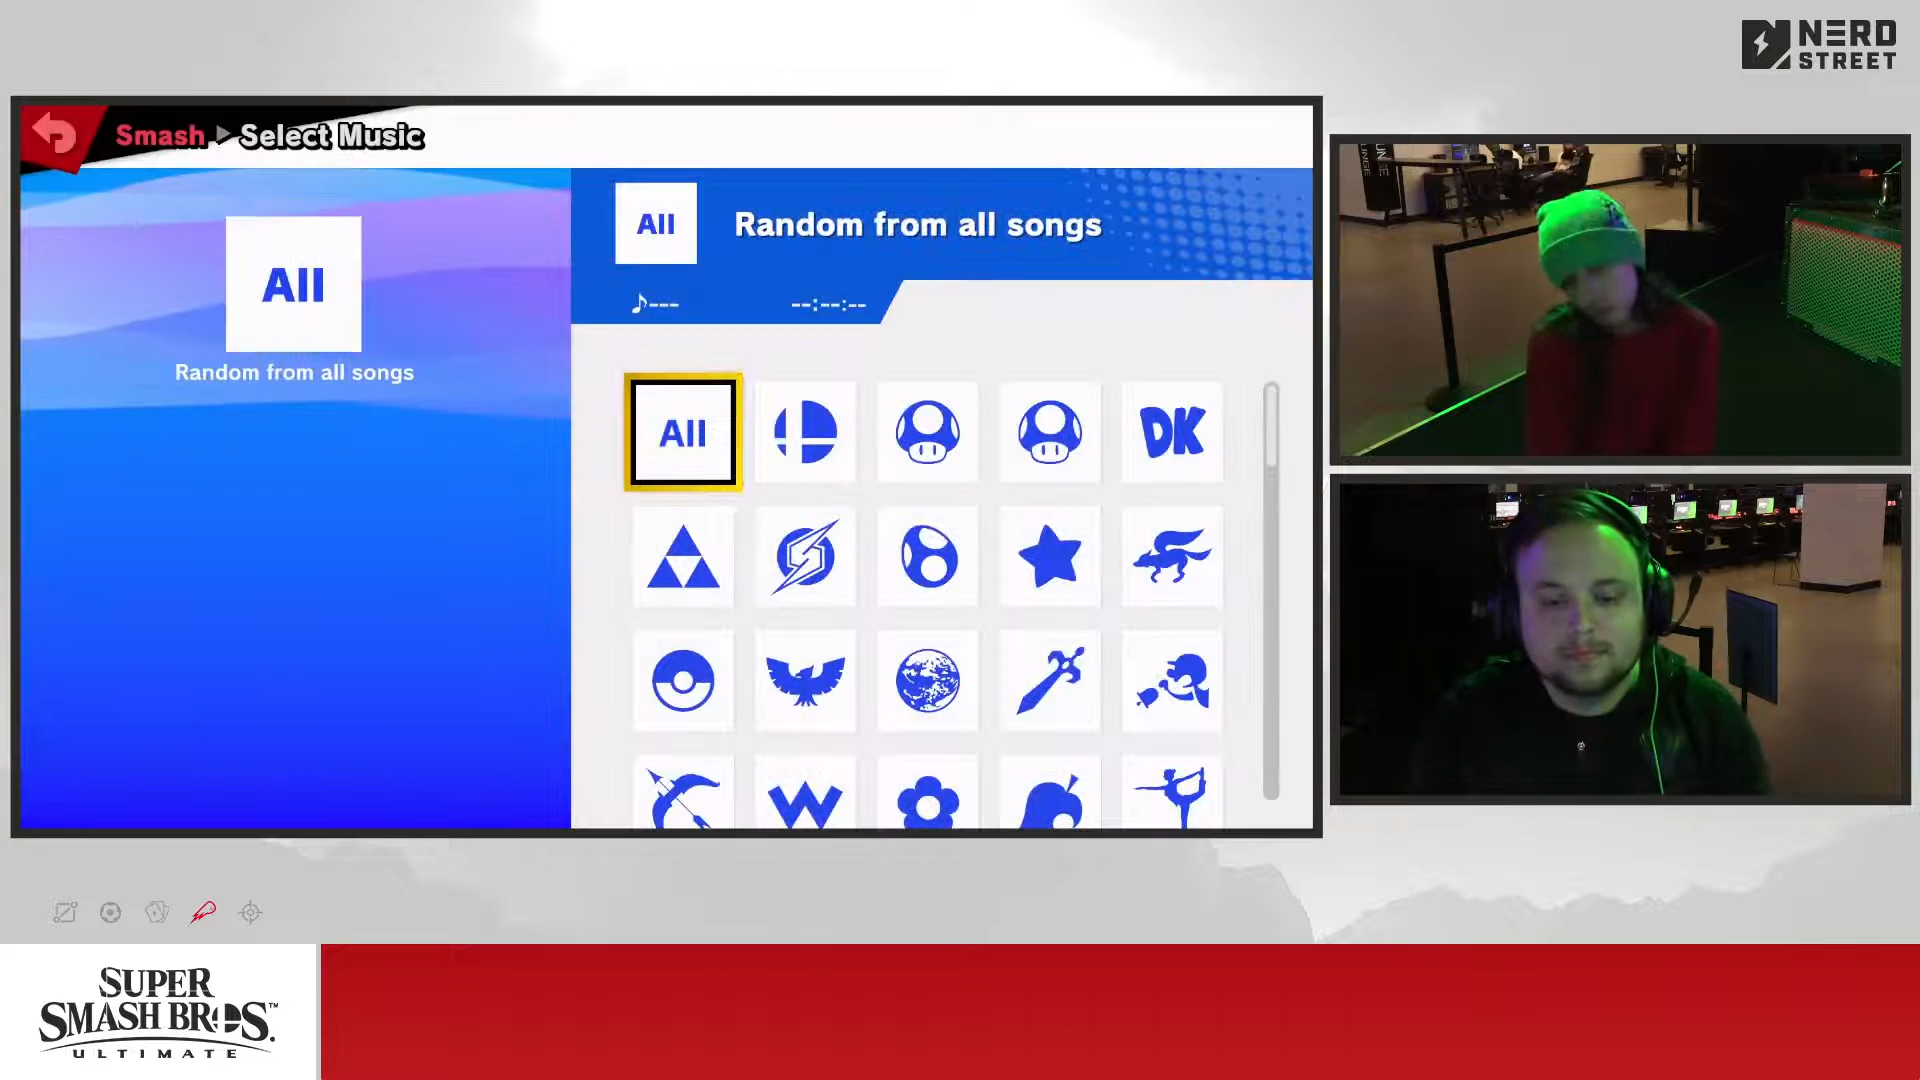 NERD
STREET
Smash ▶ Select Music
All
Random from all songs
All
Random from all songs
♪---
--:--:--
All
DK
W
SUPER
SMASH BROS.™
ULTIMATE